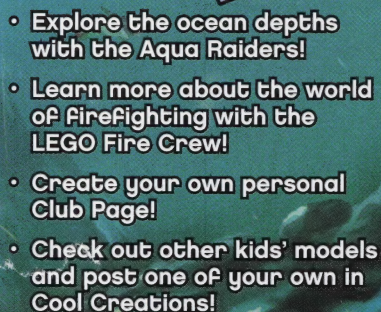 • Explore the ocean depths
with the Aqua Raiders!
• Learn more about the world
of firefighting with the
LEGO Fire Crew!
• Create your own personal
Club Page!
• Check out other kids' models
and post one of your own in
Cool Creations!